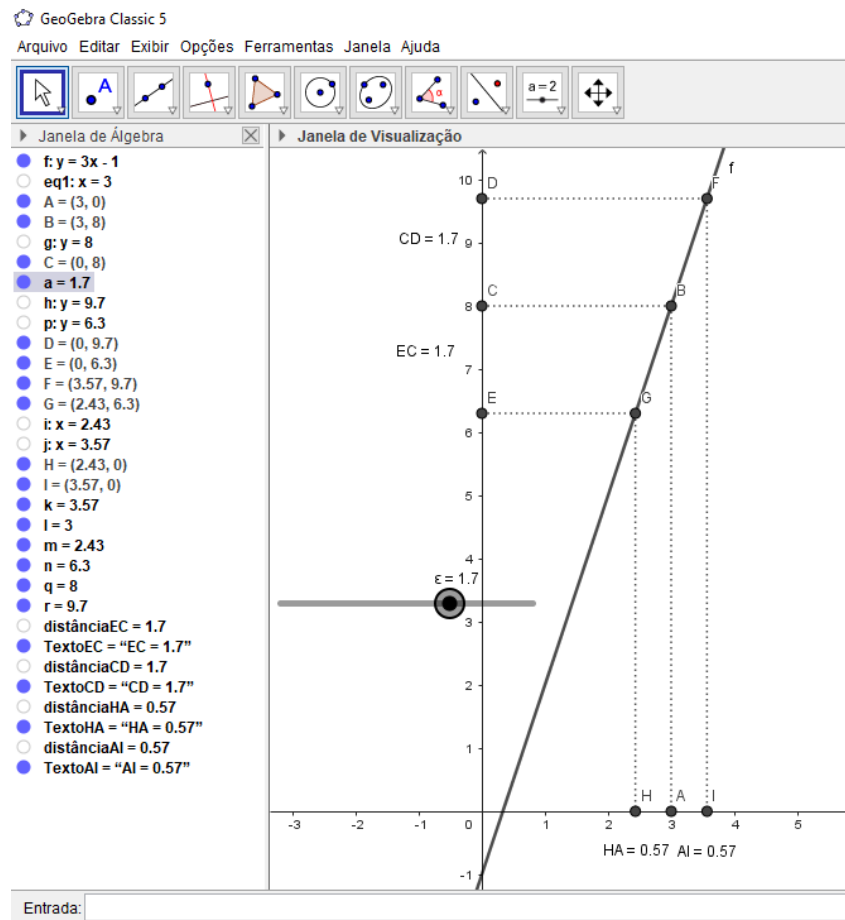 GeoGebra Classic 5
Arquivo Editar Exibir Opções Ferramentas Janela Ajuda
A
α
a=2
Janela de Álgebra
Janela de Visualização
f: y = 3x - 1
eq1: x = 3
A = (3, 0)
B = (3, 8)
g: y = 8
C = (0, 8)
a = 1.7
h: y = 9.7
p: y = 6.3
D = (0, 9.7)
E = (0, 6.3)
F = (3.57, 9.7)
G = (2.43, 6.3)
i: x = 2.43
j: x = 3.57
H = (2.43, 0)
I = (3.57, 0)
k = 3.57
l = 3
m = 2.43
n = 6.3
q = 8
r = 9.7
distânciaEC = 1.7
TextoEC = “EC = 1.7”
distânciaCD = 1.7
TextoCD = “CD = 1.7”
distânciaHA = 0.57
TextoHA = “HA = 0.57”
distânciaAI = 0.57
TextoAI = “AI = 0.57”
f
10
D
F
CD = 1.7
9
C
B
8
EC = 1.7
7
E
G
6
5
4
ε = 1.7
3
2
1
H
A
I
-3
-2
-1
0
1
2
3
4
5
HA = 0.57
AI = 0.57
-1
Entrada: